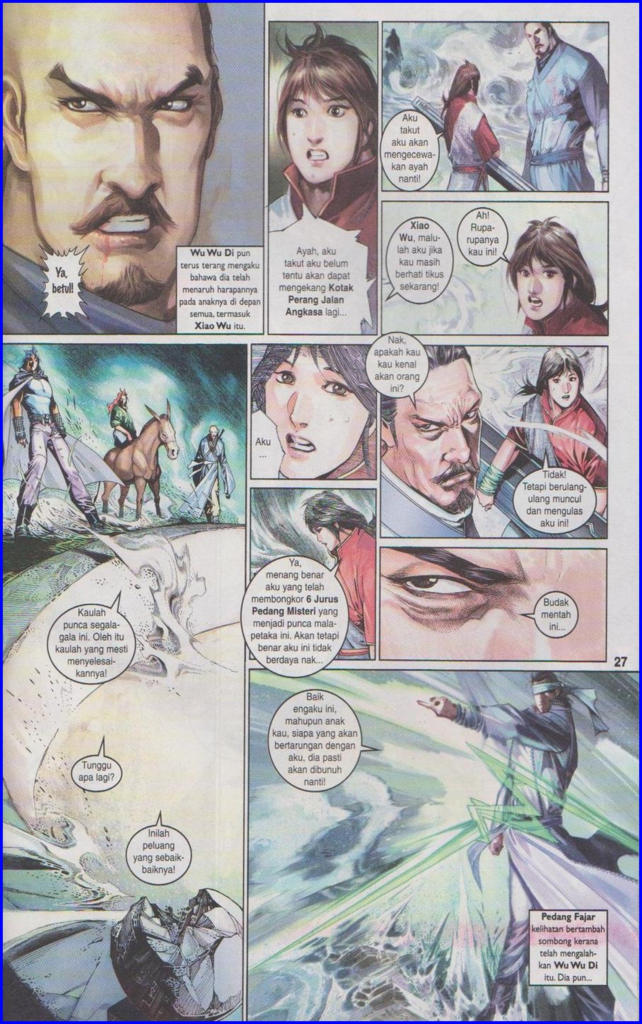 Ya,
betul!
Wu Wu Di pun
terus terang mengaku
bahawa dia telah
menaruh harapannya
pada anaknya di depan
semua, termasuk
Xiao Wu itu.
Ayah, aku
takut aku belum
tentu akan dapat
mengekang Kotak
Perang Jalan
Angkasa lagi...
Aku
takut
aku akan
mengecewa-
kan ayah
nanti!
Xiao
Wu, malu-
lah aku jika
kau masih
berhati tikus
sekarang!
Ah!
Rupa-
rupanya
kau ini!
Kaulah
punca segala-
gala ini. Oleh itu
kaulah yang mesti
menyelesai-
kannya!
Tunggu
apa lagi?
Inilah
peluang
yang sebaik-
baiknya!
Aku
...
Nak,
apakah kau
kau kenal
akan orang
ini?
Tidak!
Tetapi berulang-
ulang muncul
dan mengulas
aku ini!
Ya,
menang benar
aku yang telah
membongkor 6 Jurus
Pedang Misteri yang
menjadi punca mala-
petaka ini. Akan tetapi
benar aku ini tidak
berdaya nak...
Budak
mentah
ini...
27
Baik
engaku ini,
mahupun anak
kau, siapa yang akan
bertarungan dengan
aku, dia pasti
akan dibunuh
nanti!
Pedang Fajar
kelihatan bertambah
sombong kerana
telah mengalah-
kan Wu Wu Di
itu. Dia pun...